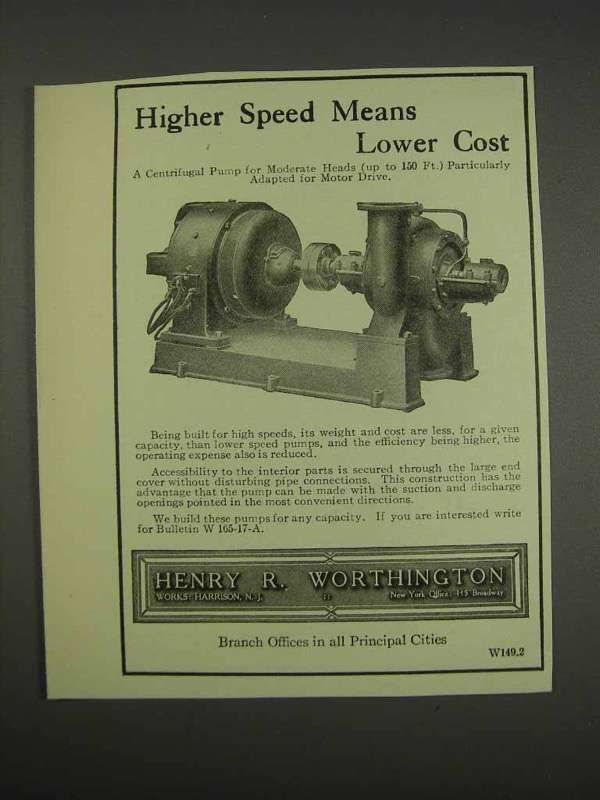 Higher Speed Means
Lower Cost
A Centrifugal Pump for Moderate Heads (up to 150 Ft.) Particularly
Adapted for Motor Drive.
Being built for high speeds, its weight and cost are less, for a given
capacity, than lower speed pumps, and the efficiency being higher, the
operating expense also is reduced.
Accessibility to the interior parts is secured through the large end
cover without disturbing pipe connections. This construction has the
advantage that the pump can be made with the suction and discharge
openings pointed in the most convenient directions.
We build these pumps for any capacity. If you are interested write
for Bulletin W 165-17-A.
HENRY R. WORTHINGTON
WORKS: HARRISON, N. J. New York Office: 115 Broadway
Branch Offices in all Principal Cities
W149.2